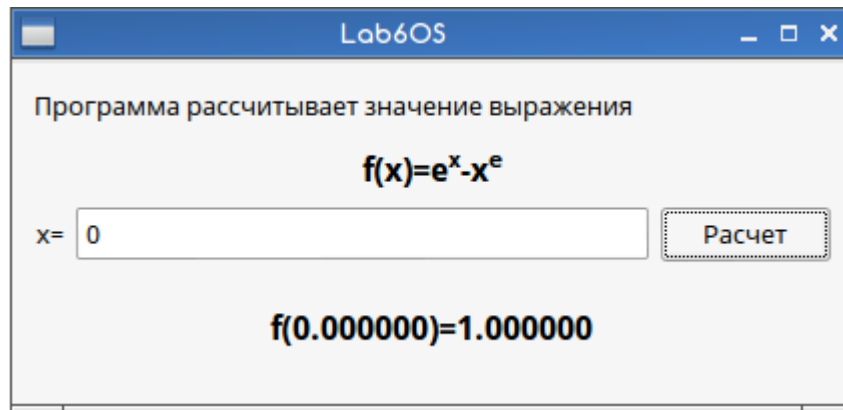 Lab6OS
Программа рассчитывает значение выражения
f(x)=eˣ-xᵉ
x= 0 Расчет
f(0.000000)=1.000000